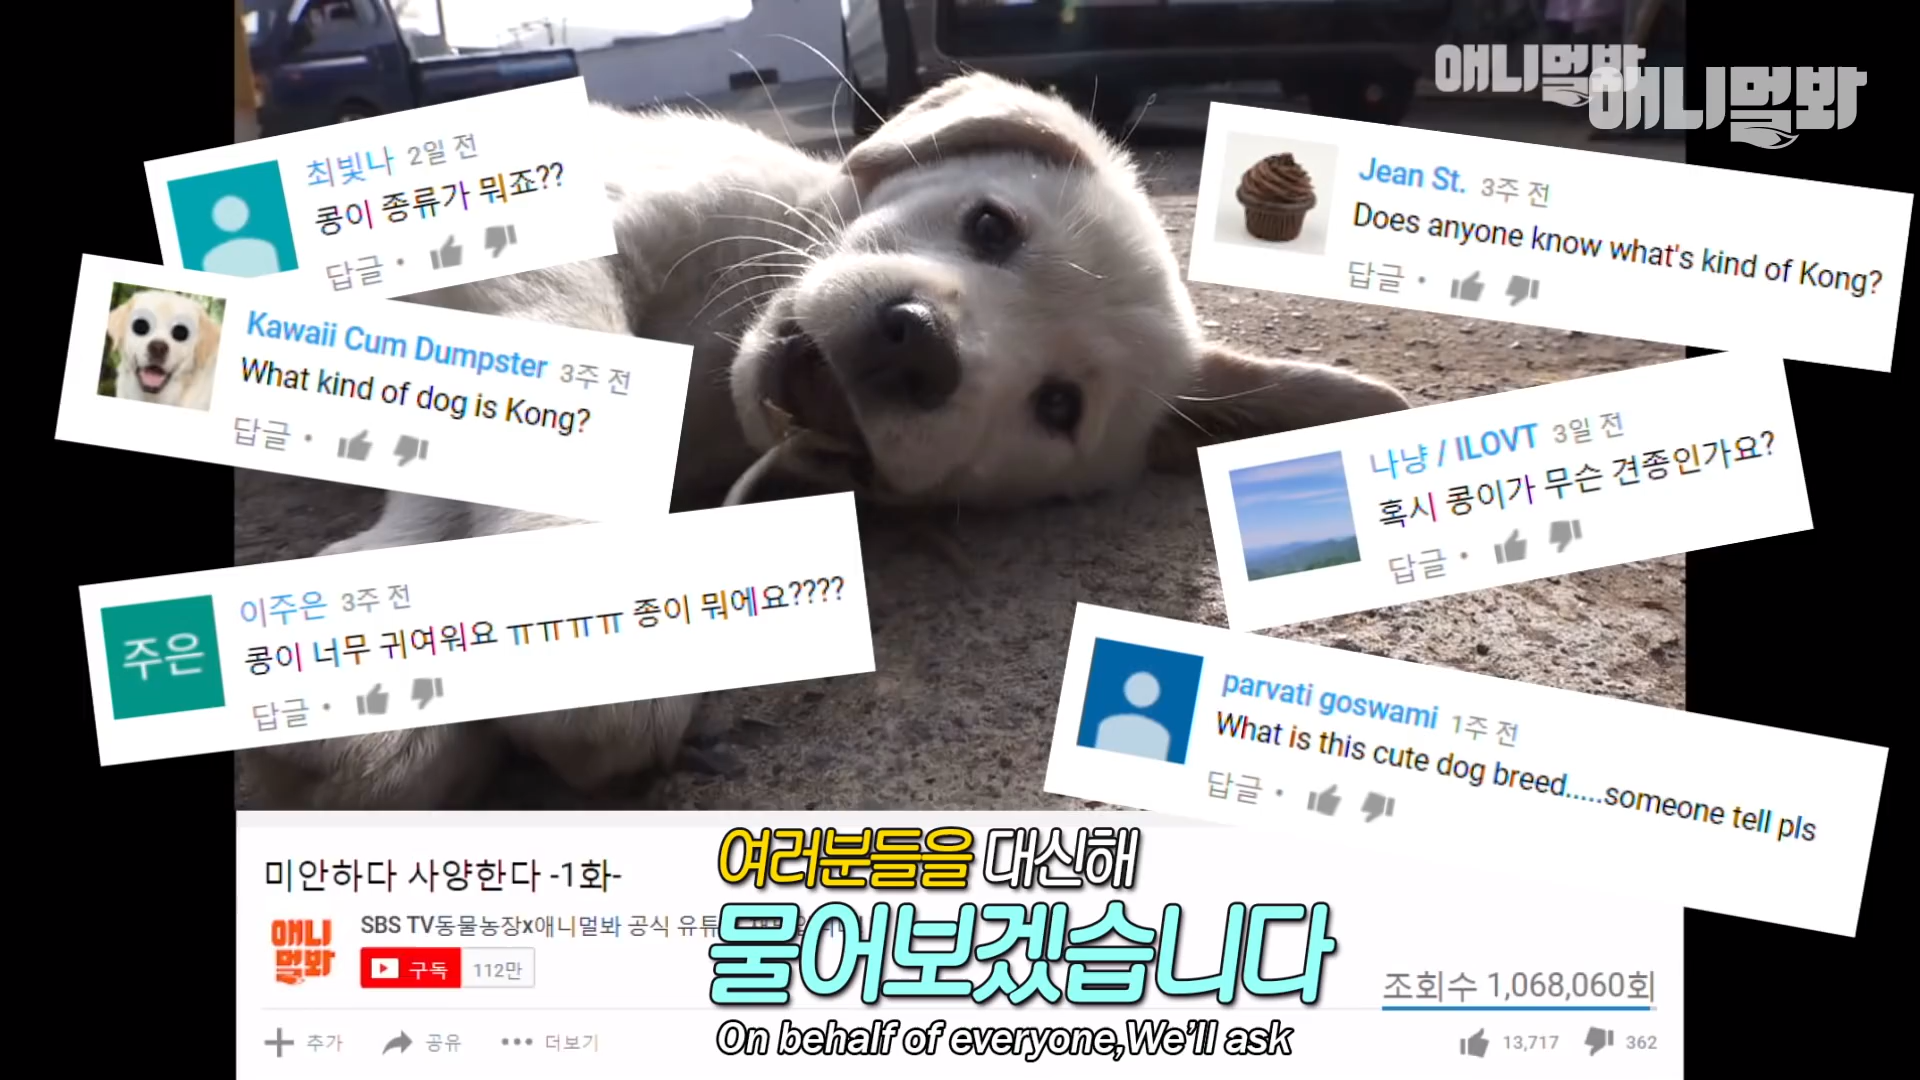 애니멀봐
애니멀봐
최빛나 2일 전
콩이 종류가 뭐죠??
답글
Jean St. 3주 전
Does anyone know what's kind of Kong?
답글
Kawaii Cum Dumpster 3주 전
What kind of dog is Kong?
답글
나냥 / ILOVT 3일 전
혹시 콩이가 무슨 견종인가요?
답글
주은
이주은 3주 전
콩이 너무 귀여워요 ㅠㅠㅠㅠ 종이 뭐에요????
답글
parvati goswami 1주 전
What is this cute dog breed.....someone tell pls
답글
미안하다 사양한다 -1화-
애니멀봐
SBS TV동물농장x애니멀봐 공식 유튜
구독 112만
여러분들을 대신해
물어보겠습니다
On behalf of everyone,We'll ask
조회수 1,068,060회
추가 공유 더보기
13,717 362